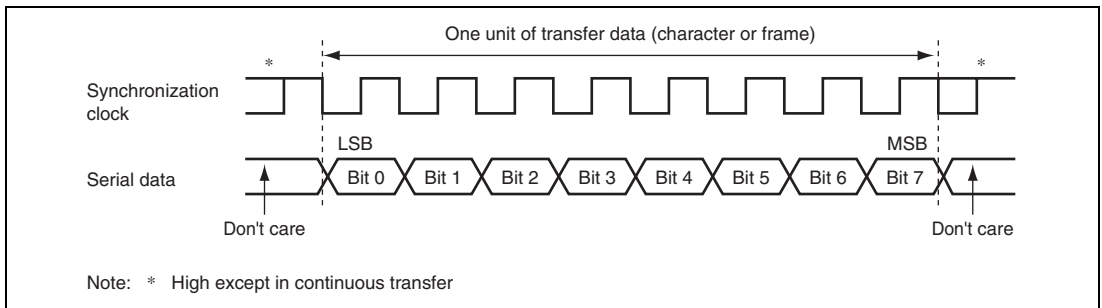 One unit of transfer data (character or frame)
*
*
Synchronization
clock
LSB
MSB
Serial data
Bit 0
Bit 1
Bit 2
Bit 3
Bit 4
Bit 5
Bit 6
Bit 7
Don't care
Don't care
Note: * High except in continuous transfer